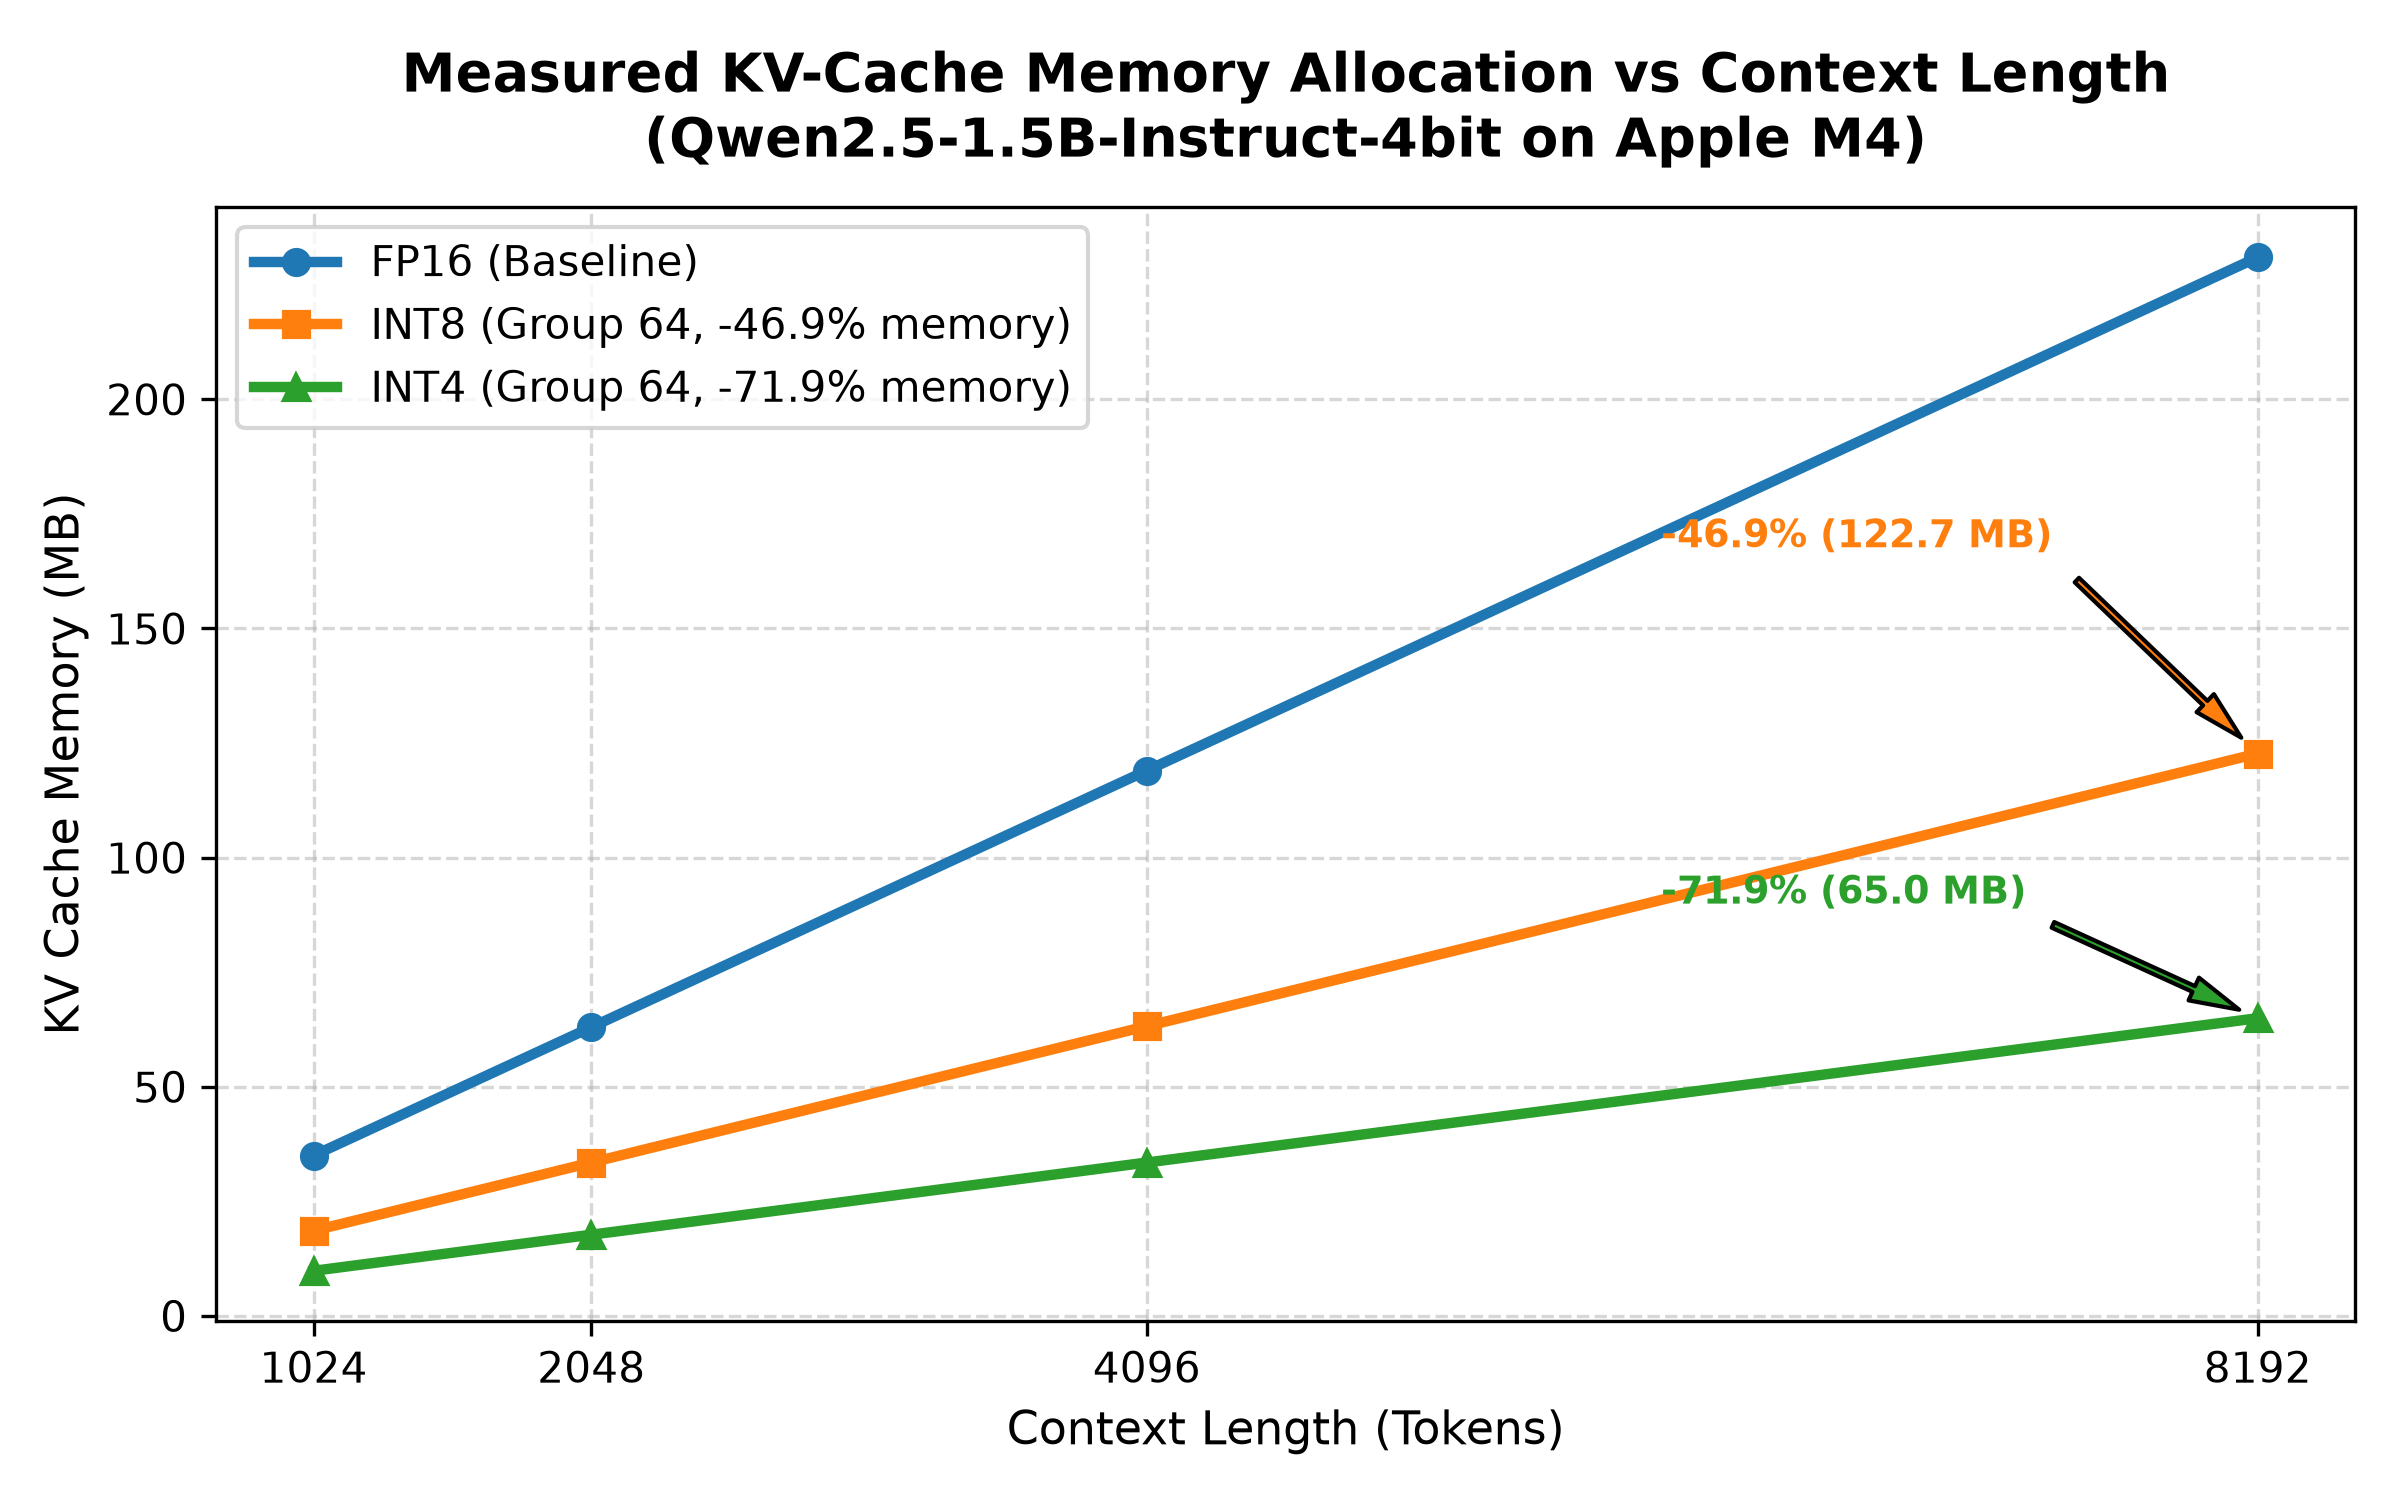 Measured KV-Cache Memory Allocation vs Context Length
(Qwen2.5-1.5B-Instruct-4bit on Apple M4)
FP16 (Baseline)
INT8 (Group 64, -46.9% memory)
INT4 (Group 64, -71.9% memory)
KV Cache Memory (MB)
200
150
100
50
0
-46.9% (122.7 MB)
-71.9% (65.0 MB)
1024
2048
4096
8192
Context Length (Tokens)